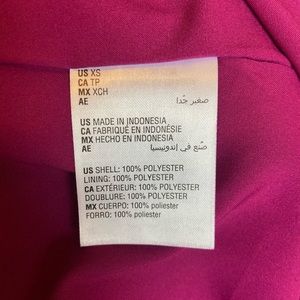 US XS
CA TP
MX XCH
AE صغير جدا
US MADE IN INDONESIA
CA FABRIQUÉ EN INDONÉSIE
MX HECHO EN INDONESIA
AE صُنع في إندونيسيا
US SHELL: 100% POLYESTER
LINING: 100% POLYESTER
CA EXTÉRIEUR: 100% POLYESTER
DOUBLURE: 100% POLYESTER
MX CUERPO: 100% poliester
FORRO: 100% poliester